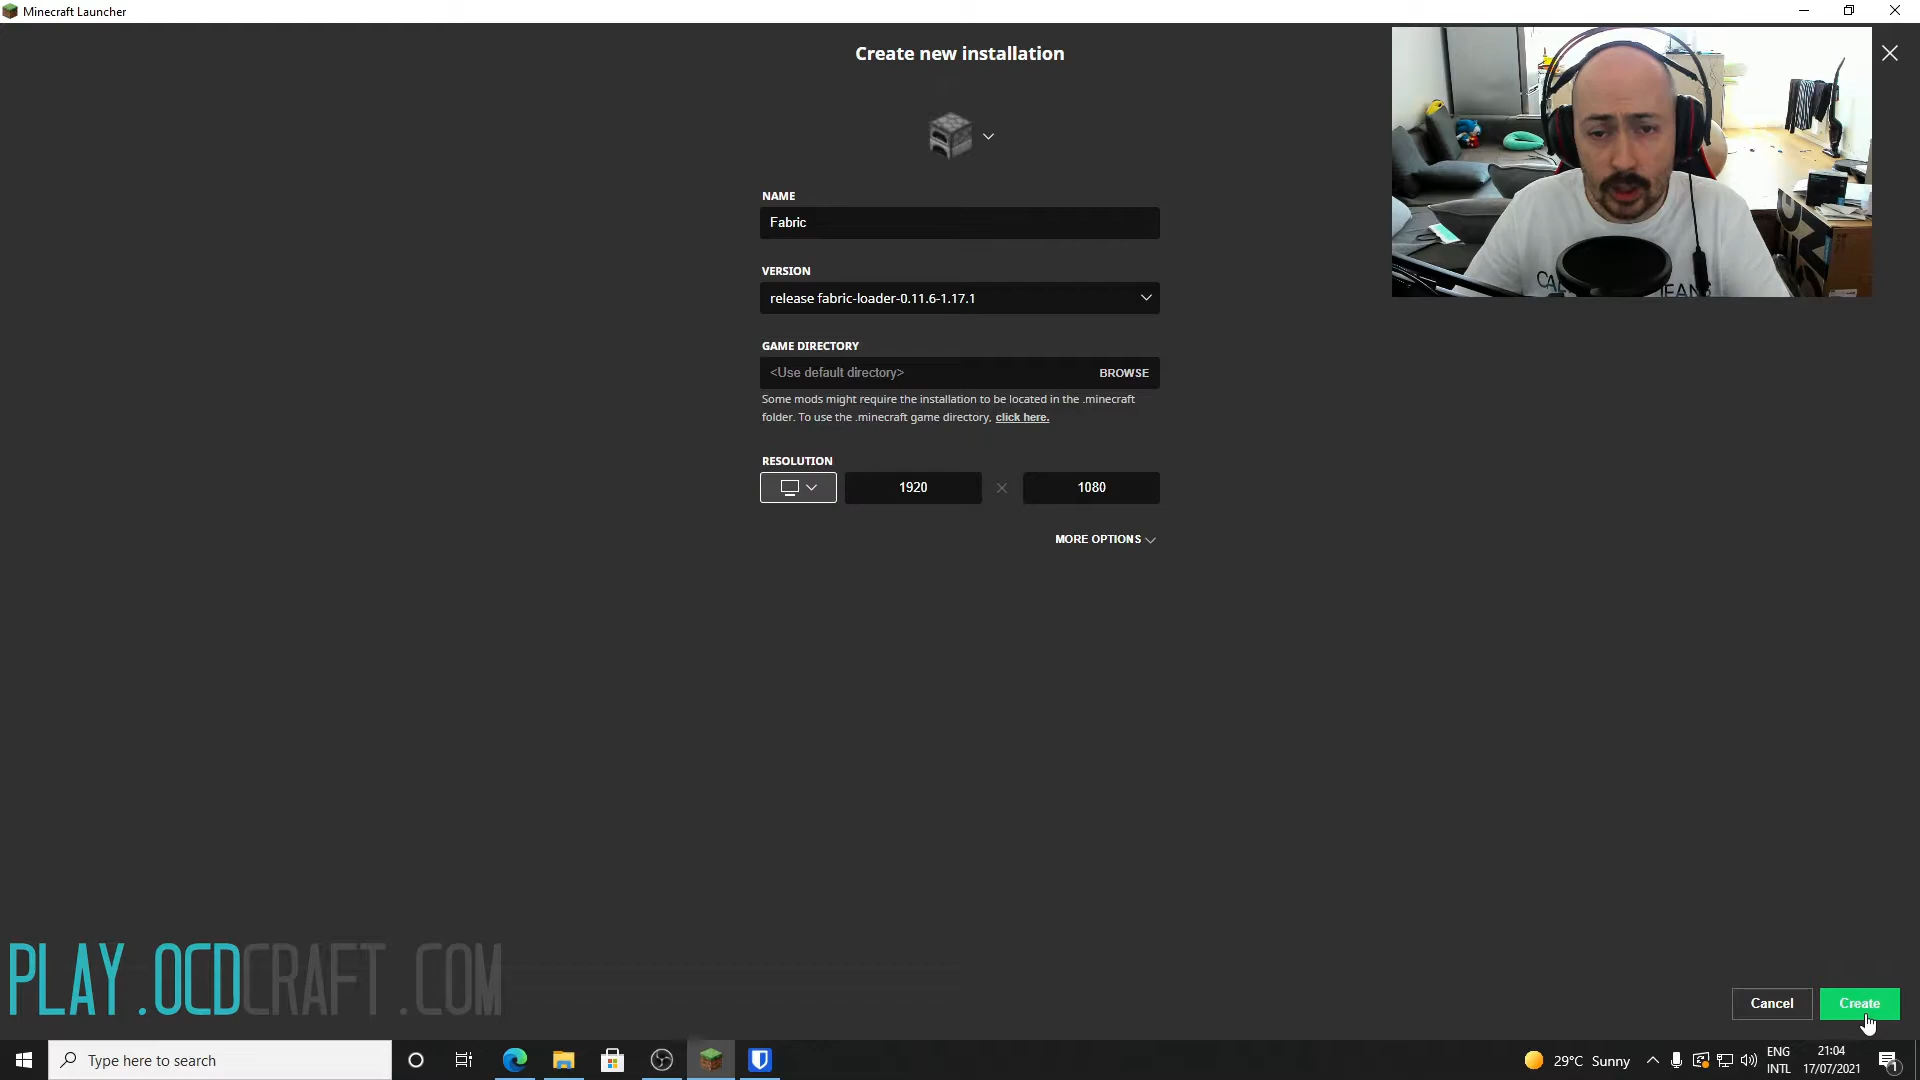 Minecraft Launcher
Create new installation
NAME
Fabric
VERSION
release fabric-loader-0.11.6-1.17.1
GAME DIRECTORY
<Use default directory>
BROWSE
Some mods might require the installation to be located in the .minecraft
folder. To use the .minecraft game directory, click here.
RESOLUTION
1920
1080
MORE OPTIONS
PLAY.OCDCRAFT.COM
Cancel
Create
Type here to search
29°C Sunny
ENG
INTL
21:04
17/07/2021
1